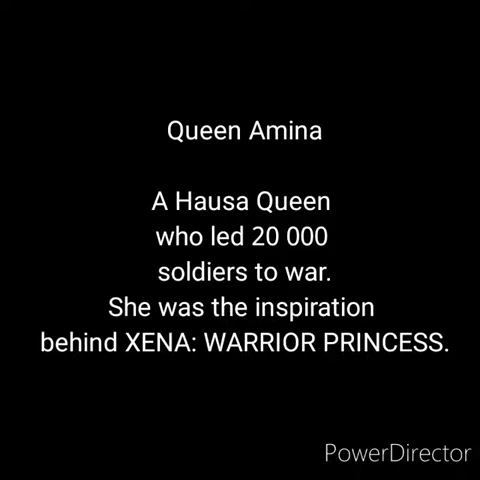 Queen Amina
A Hausa Queen
who led 20 000
soldiers to war.
She was the inspiration
behind XENA: WARRIOR PRINCESS.
PowerDirector